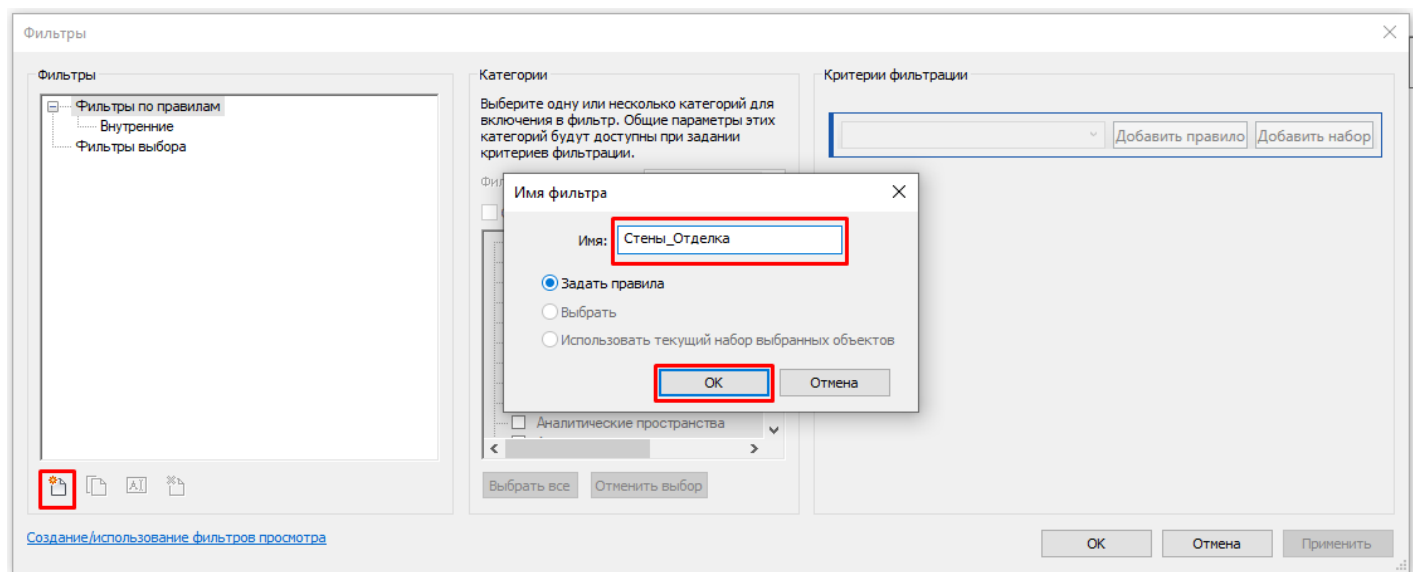 Фильтры
Фильтры
Фильтры по правилам
Внутренние
Фильтры выбора
Создание/использование фильтров просмотра
Категории
Выберите одну или несколько категорий для
включения в фильтр. Общие параметры этих
категорий будут доступны при задании
критериев фильтрации.
Имя фильтра
Имя:
Стены_Отделка
Задать правила
Выбрать
Использовать текущий набор выбранных объектов
ОК
Отмена
Аналитические пространства
Выбрать все
Отменить выбор
Критерии фильтрации
Добавить правило
Добавить набор
ОК
Отмена
Применить